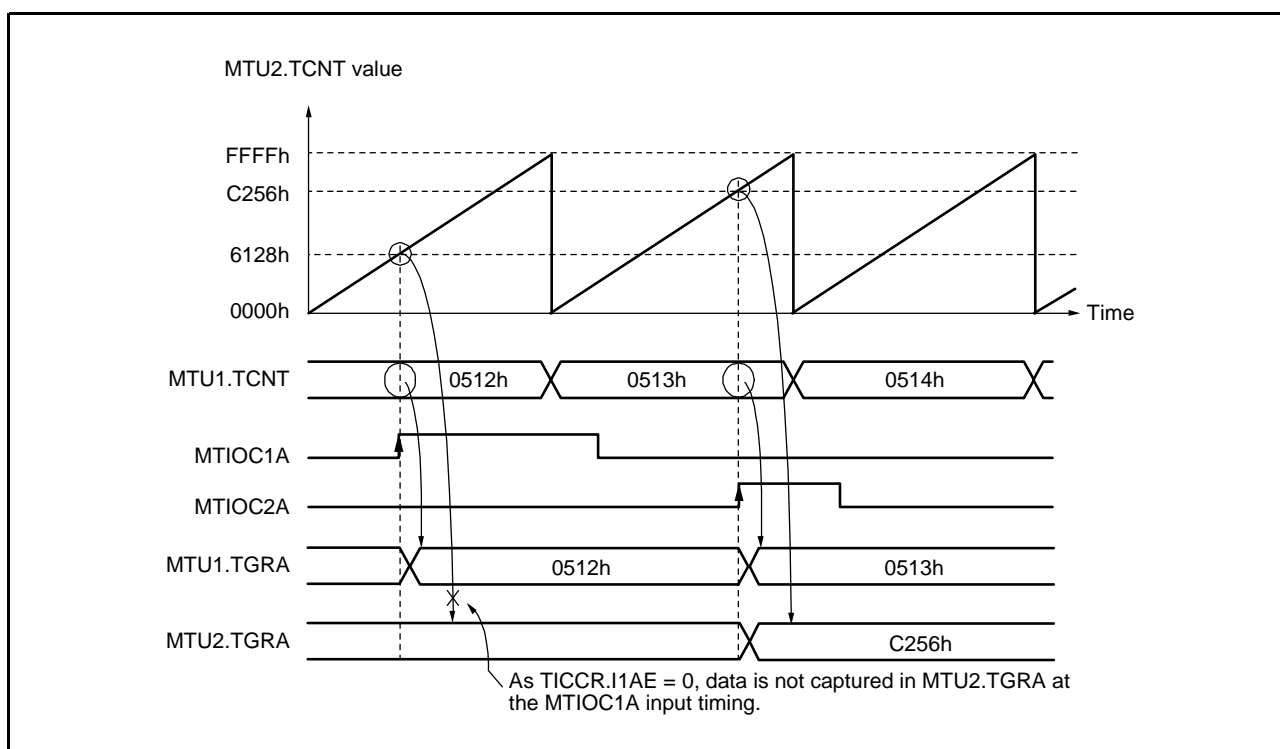 MTU2.TCNT value
FFFFh
C256h
6128h
0000h
Time
MTU1.TCNT
0512h
0513h
0514h
MTIOC1A
MTIOC2A
MTU1.TGRA
0512h
0513h
MTU2.TGRA
C256h
As TICCR.I1AE = 0, data is not captured in MTU2.TGRA at
the MTIOC1A input timing.